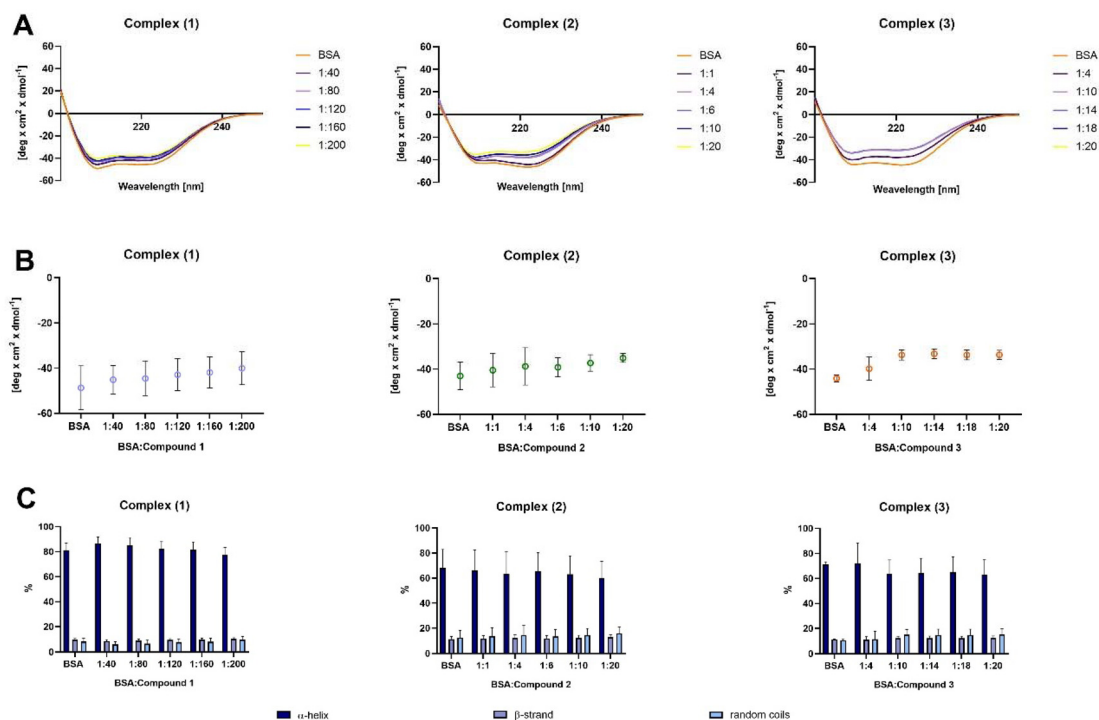 A
Complex (1)
Complex (2)
Complex (3)
[deg x cm² x dmol⁻¹]
60
40
20
0
-20
-40
-60
220
240
Wavelength [nm]
BSA
1:40
1:80
1:120
1:160
1:200
[deg x cm² x dmol⁻¹]
60
40
20
0
-20
-40
-60
220
240
Wavelength [nm]
BSA
1:1
1:4
1:6
1:10
1:20
[deg x cm² x dmol⁻¹]
60
40
20
0
-20
-40
-60
220
240
Wavelength [nm]
BSA
1:4
1:10
1:14
1:18
1:20
B
Complex (1)
Complex (2)
Complex (3)
[deg x cm² x dmol⁻¹]
0
-20
-40
-60
BSA 1:40 1:80 1:120 1:160 1:200
BSA:Compound 1
[deg x cm² x dmol⁻¹]
0
-20
-40
-60
BSA 1:1 1:4 1:6 1:10 1:20
BSA:Compound 2
[deg x cm² x dmol⁻¹]
0
-20
-40
-60
BSA 1:4 1:10 1:14 1:18 1:20
BSA:Compound 3
C
Complex (1)
Complex (2)
Complex (3)
%
100
80
60
40
20
0
BSA 1:40 1:80 1:120 1:160 1:200
BSA:Compound 1
%
100
80
60
40
20
0
BSA 1:1 1:4 1:6 1:10 1:20
BSA:Compound 2
%
100
80
60
40
20
0
BSA 1:4 1:10 1:14 1:18 1:20
BSA:Compound 3
α-helix
β-strand
random coils